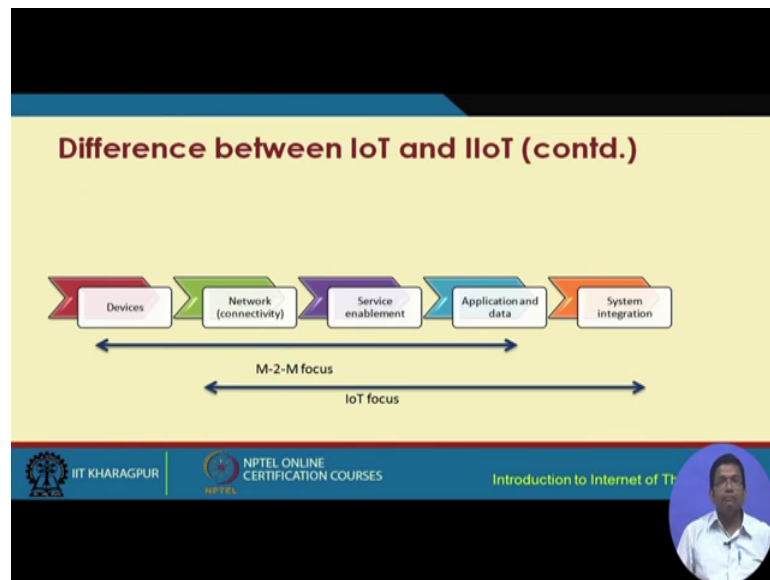 Difference between IoT and IIoT (contd.)
Devices
Network
(connectivity)
Service
enablement
Application and
data
System
integration
M-2-M focus
IoT focus
IIT KHARAGPUR
NPTEL
NPTEL ONLINE
CERTIFICATION COURSES
Introduction to Internet of Th